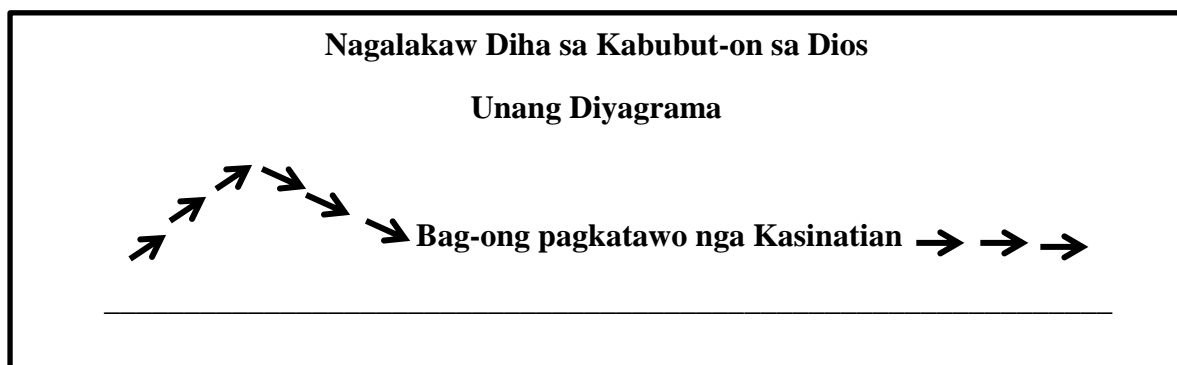 Nagalakaw Diha sa Kabubut-on sa Dios
Unang Diyagrama
Bag-ong pagkatawo nga Kasinatian